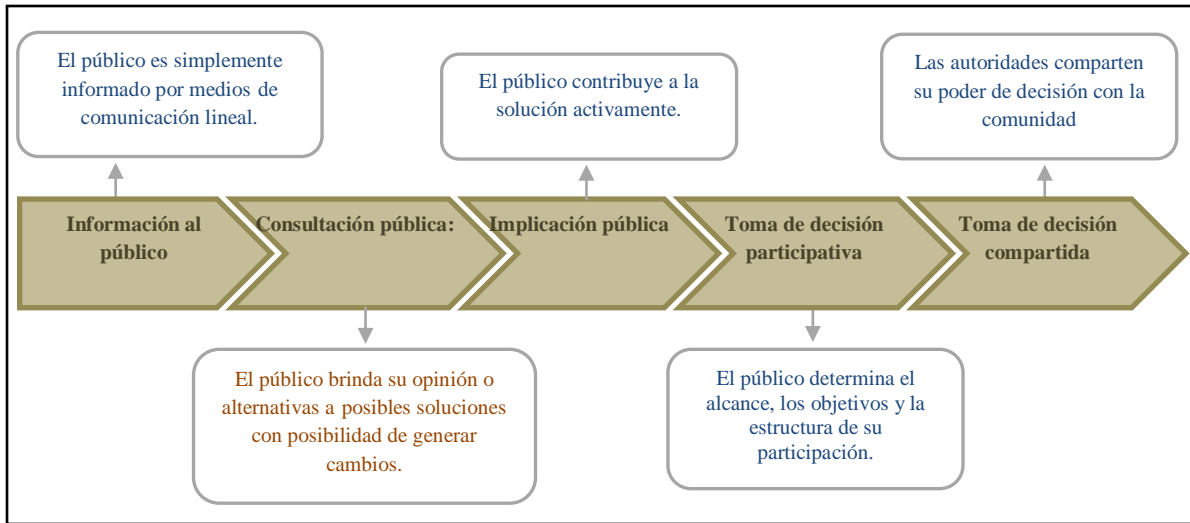 El público es simplemente
informado por medios de
comunicación lineal.
El público contribuye a la
solución activamente.
Las autoridades comparten
su poder de decisión con la
comunidad
Información al
público
Consultación pública:
Implicación pública
Toma de decisión
participativa
Toma de decisión
compartida
El público brinda su opinión o
alternativas a posibles soluciones
con posibilidad de generar
cambios.
El público determina el
alcance, los objetivos y la
estructura de su
participación.